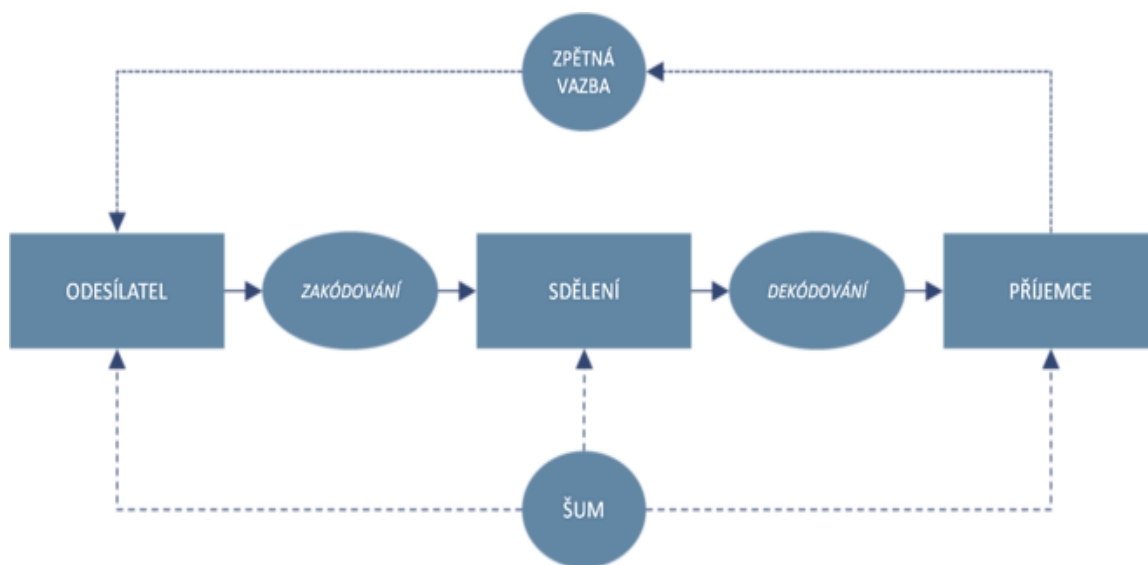 ZPĚTNÁ
VAZBA
ODESÍLATEL
ZAKÓDOVÁNÍ
SDĚLENÍ
DEKÓDOVÁNÍ
PŘÍJEMCE
ŠUM